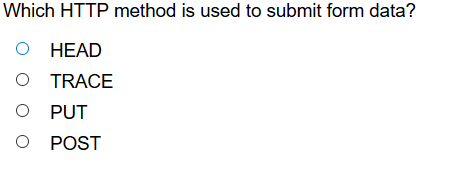 Which HTTP method is used to submit form data?
HEAD
TRACE
PUT
POST